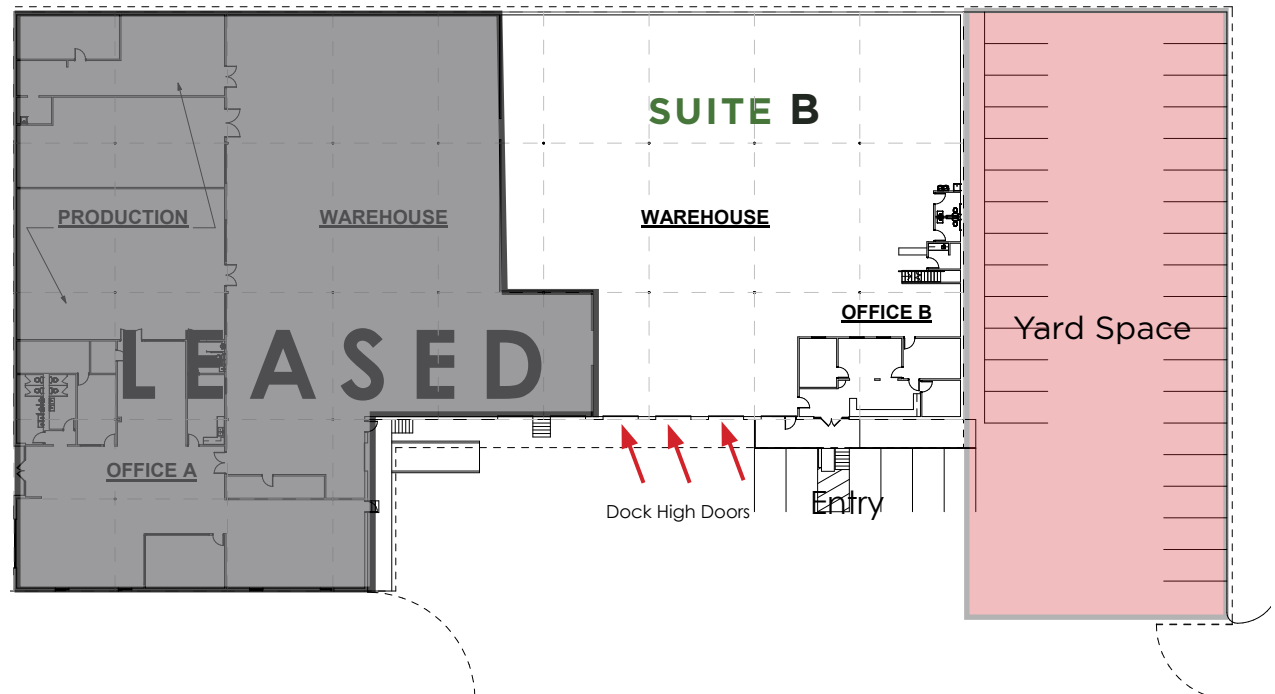 SUITE B
PRODUCTION
WAREHOUSE
WAREHOUSE
OFFICE B
Yard Space
LEASED
OFFICE A
Dock High Doors
Entry